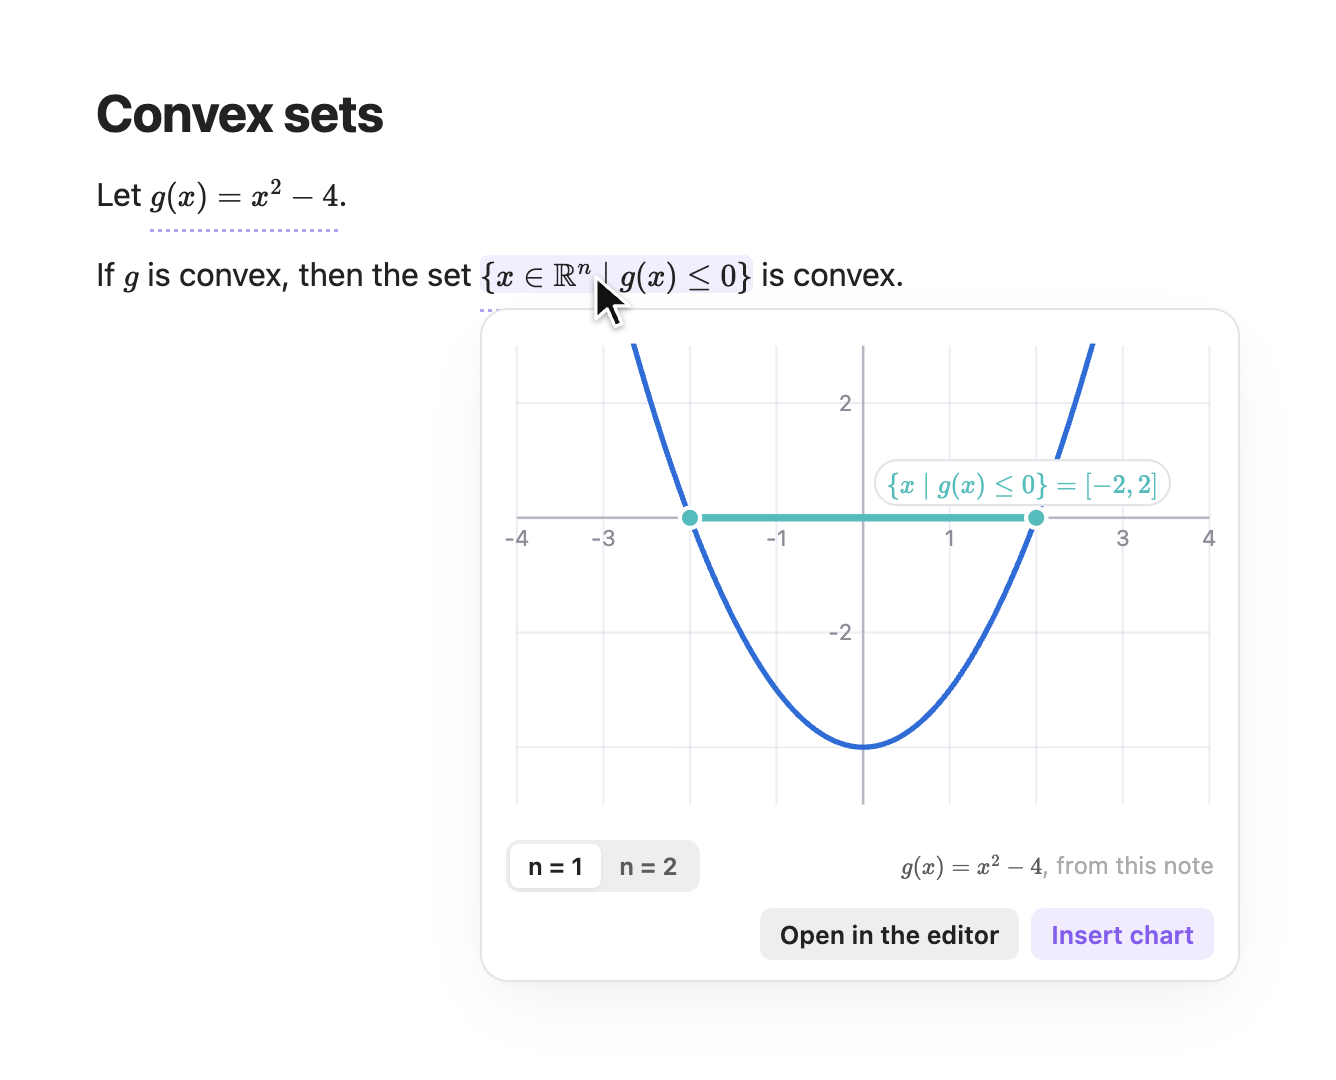 Convex sets
Let g(x) = x² − 4.
If g is convex, then the set {x ∈ ℝⁿ | g(x) ≤ 0} is convex.
2
{x | g(x) ≤ 0} = [−2, 2]
-4 -3 -1 1 3 4
-2
n = 1 n = 2 g(x) = x² − 4, from this note
Open in the editor Insert chart